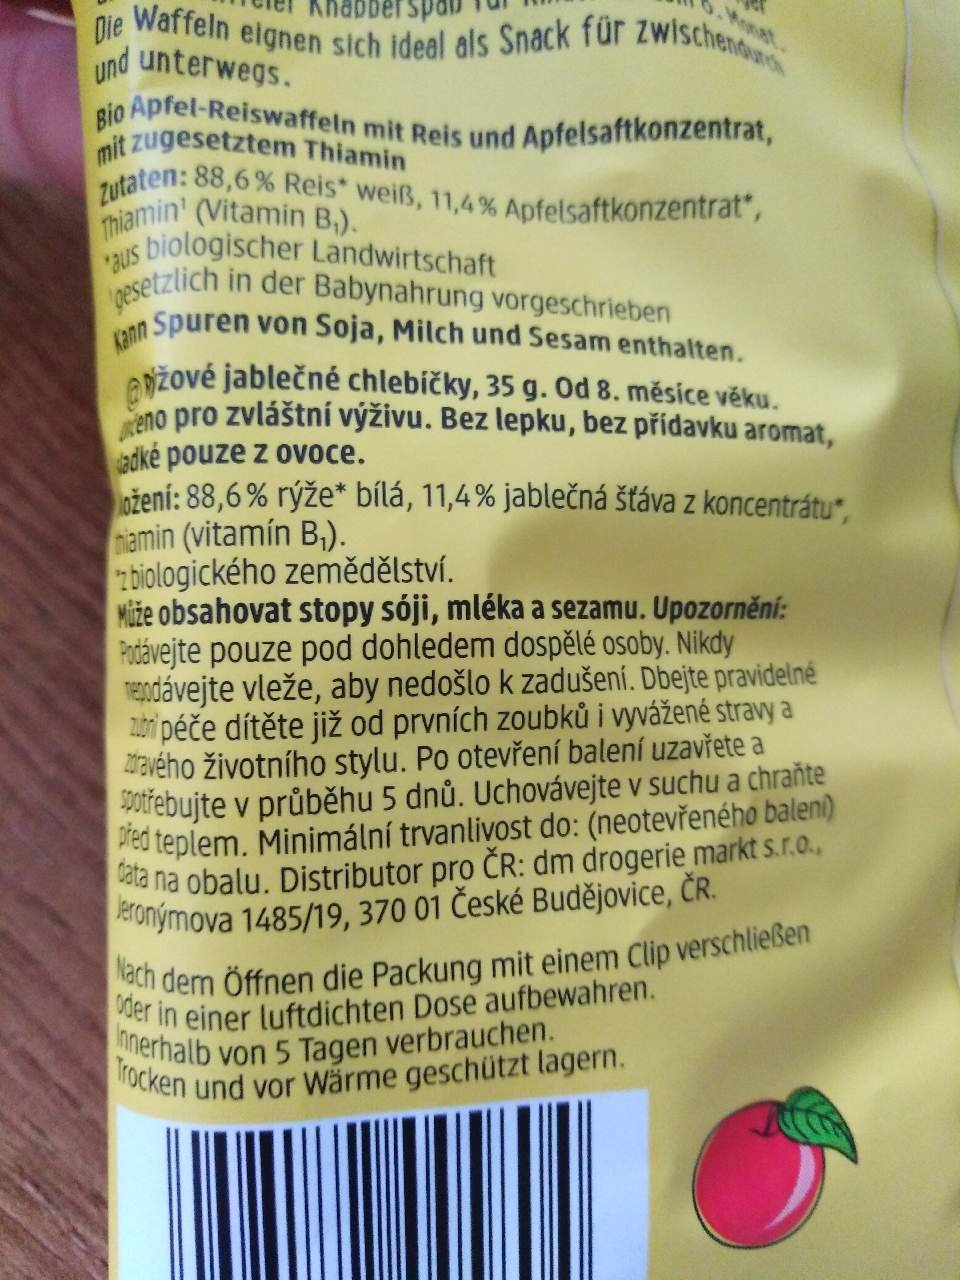 Knabberspaß für
Die Waffeln eignen sich ideal als Snack für zwischendurch
und unterwegs.
Bio Apfel-Reiswaffeln mit Reis und Apfelsaftkonzentrat,
mit zugesetztem Thiamin
Zutaten: 88,6% Reis* weiß, 11,4% Apfelsaftkonzentrat*,
Thiamin¹ (Vitamin B₁).
*aus biologischer Landwirtschaft
¹gesetzlich in der Babynahrung vorgeschrieben
Kann Spuren von Soja, Milch und Sesam enthalten.
Rýžové jablečné chlebíčky, 35 g. Od 8. měsíce věku.
pro zvláštní výživu. Bez lepku, bez přídavku aromat,
sladké pouze z ovoce.
ložení: 88,6% rýže* bílá, 11,4% jablečná šťáva z koncentrátu*,
thiamin (vitamín B₁).
*z biologického zemědělství.
Může obsahovat stopy sóji, mléka a sezamu. Upozornění:
Podávejte pouze pod dohledem dospělé osoby. Nikdy
nepodávejte vleže, aby nedošlo k zadušení. Dbejte pravidelné
zubní péče dítěte již od prvních zoubků i vyvážené stravy a
zdravého životního stylu. Po otevření balení uzavřete a
spotřebujte v průběhu 5 dnů. Uchovávejte v suchu a chraňte
před teplem. Minimální trvanlivost do: (neotevřeného balení)
data na obalu. Distributor pro ČR: dm drogerie markt s.r.o.,
Jeronýmova 1485/19, 370 01 České Budějovice, ČR.
Nach dem Öffnen die Packung mit einem Clip verschließen
oder in einer luftdichten Dose aufbewahren.
Innerhalb von 5 Tagen verbrauchen.
Trocken und vor Wärme geschützt lagern.